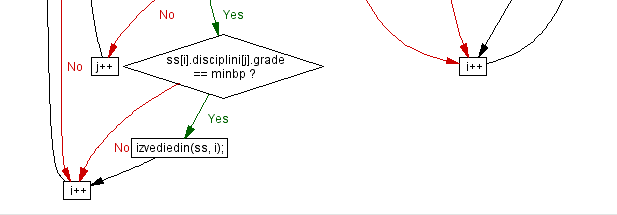 No
Yes
No
j++
ss[i].disciplini[j].grade
== minbp ?
i++
Yes
No
izvediedin(ss, i);
i++